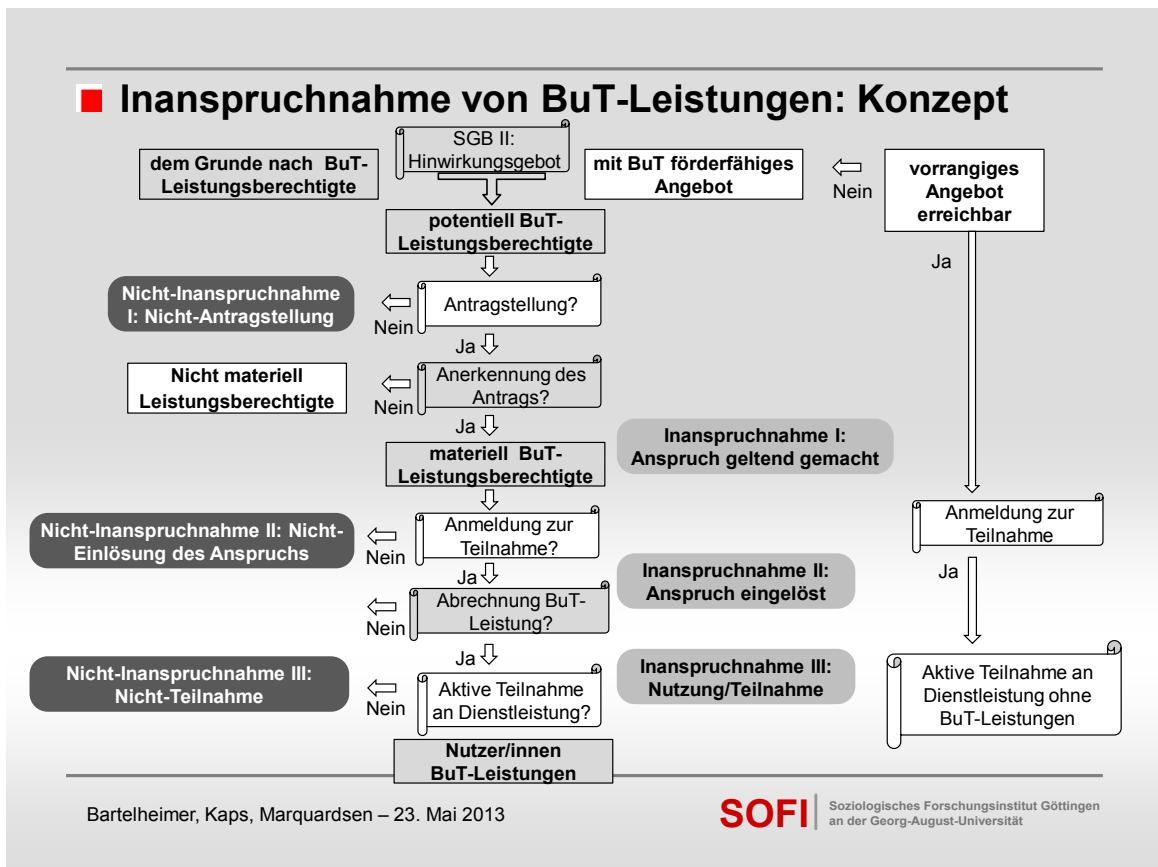 Inanspruchnahme von BuT-Leistungen: Konzept
SGB II:
Hinwirkungsgebot
dem Grunde nach BuT-
Leistungsberechtigte
mit BuT förderfähiges
Angebot
Nein
vorrangiges
Angebot
erreichbar
potentiell BuT-
Leistungsberechtigte
Ja
Nicht-Inanspruchnahme
I: Nicht-Antragstellung
Nein
Antragstellung?
Ja
Nicht materiell
Leistungsberechtigte
Nein
Anerkennung des
Antrags?
Ja
Inanspruchnahme I:
Anspruch geltend gemacht
materiell BuT-
Leistungsberechtigte
Nicht-Inanspruchnahme II: Nicht-
Einlösung des Anspruchs
Nein
Anmeldung zur
Teilnahme?
Anmeldung zur
Teilnahme
Ja
Ja
Inanspruchnahme II:
Anspruch eingelöst
Nein
Abrechnung BuT-
Leistung?
Ja
Nicht-Inanspruchnahme III:
Nicht-Teilnahme
Nein
Aktive Teilnahme
an Dienstleistung?
Inanspruchnahme III:
Nutzung/Teilnahme
Aktive Teilnahme an
Dienstleistung ohne
BuT-Leistungen
Nutzer/innen
BuT-Leistungen
Bartelheimer, Kaps, Marquardsen – 23. Mai 2013
SOFI
Soziologisches Forschungsinstitut Göttingen
an der Georg-August-Universität